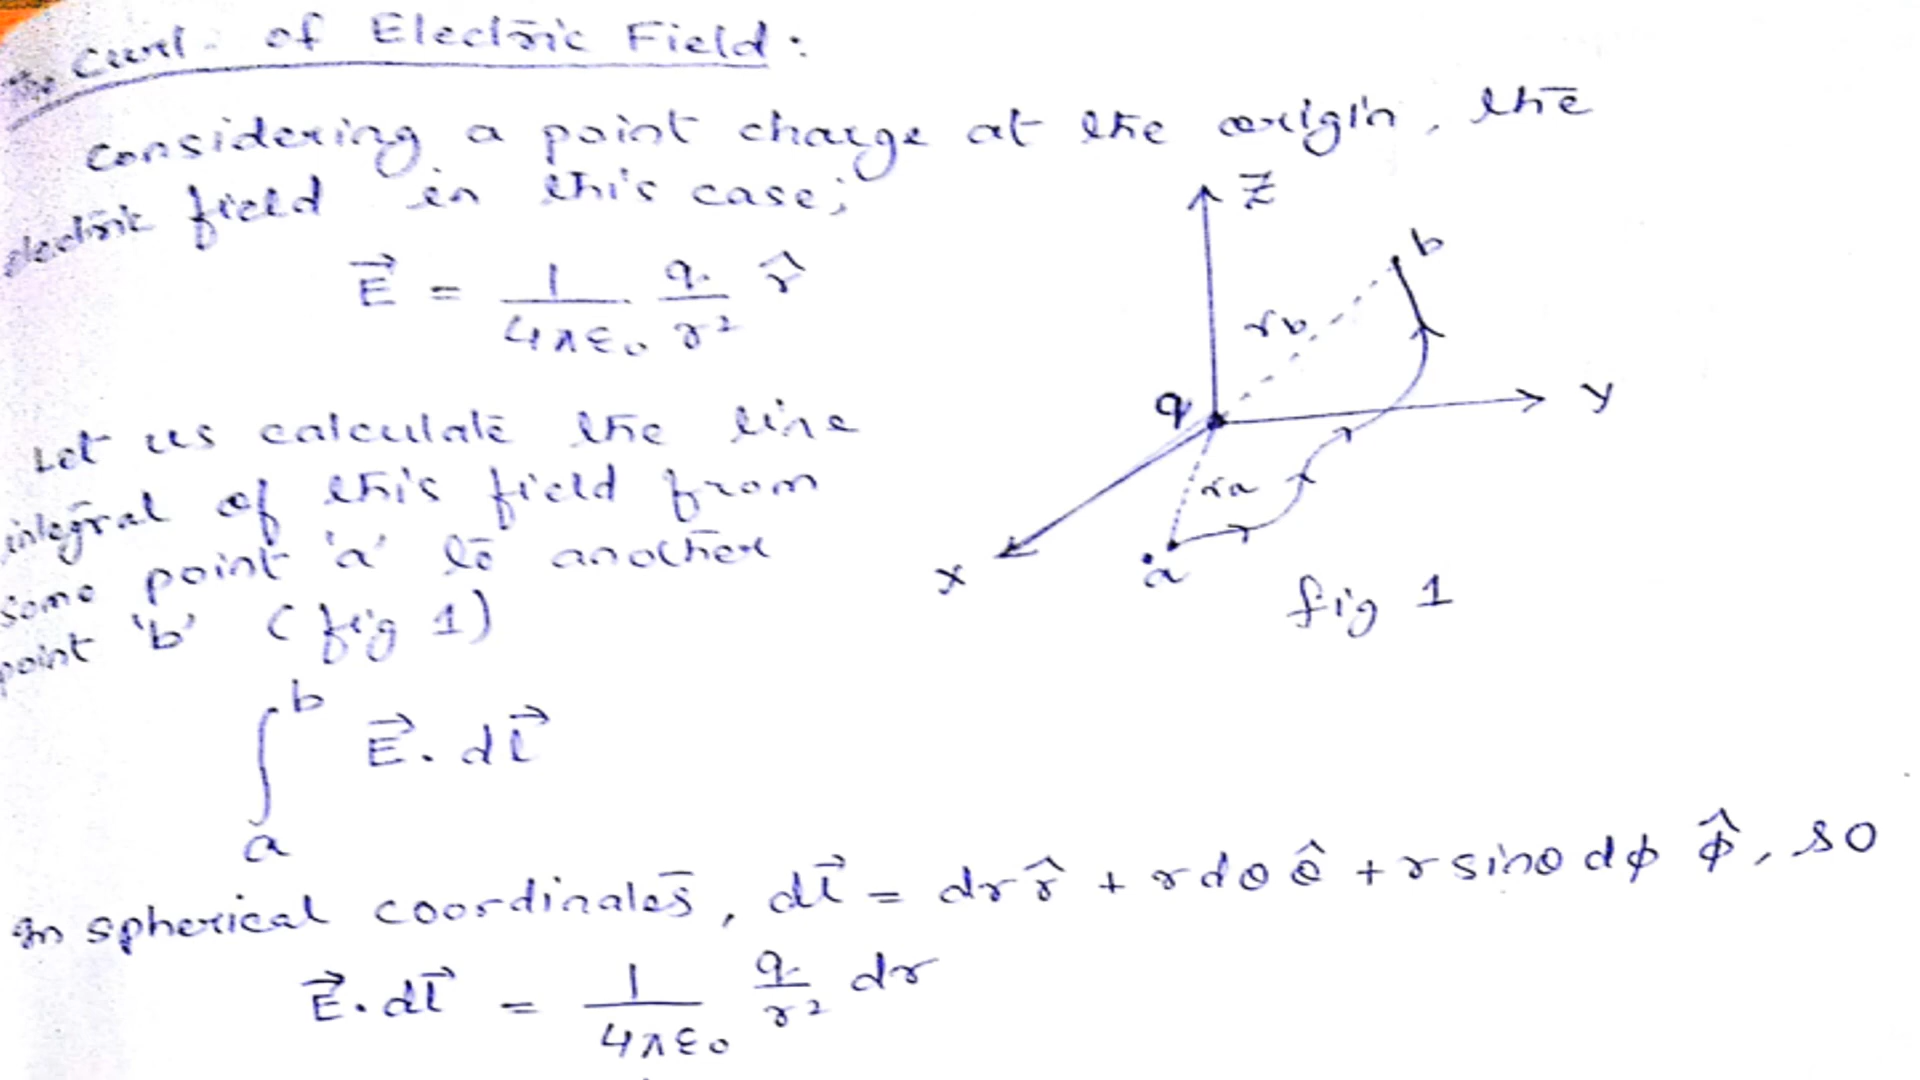 Curl of Electric Field:
Considering a point charge at the origin, the
electric field in this case;
E⃗ = 1/4πε₀ q/r² r̂
Let us calculate the line
integral of this field from
some point 'a' to another
point 'b' (fig 1)
∫ₐᵇ E⃗. dl⃗
Z
b
r_b
q
y
r_a
x
a
fig 1
In spherical coordinates, dl⃗ = dr r̂ + r dθ θ̂ + r sinθ dϕ ϕ̂, so
E⃗. dl⃗ = 1/4πε₀ q/r² dr